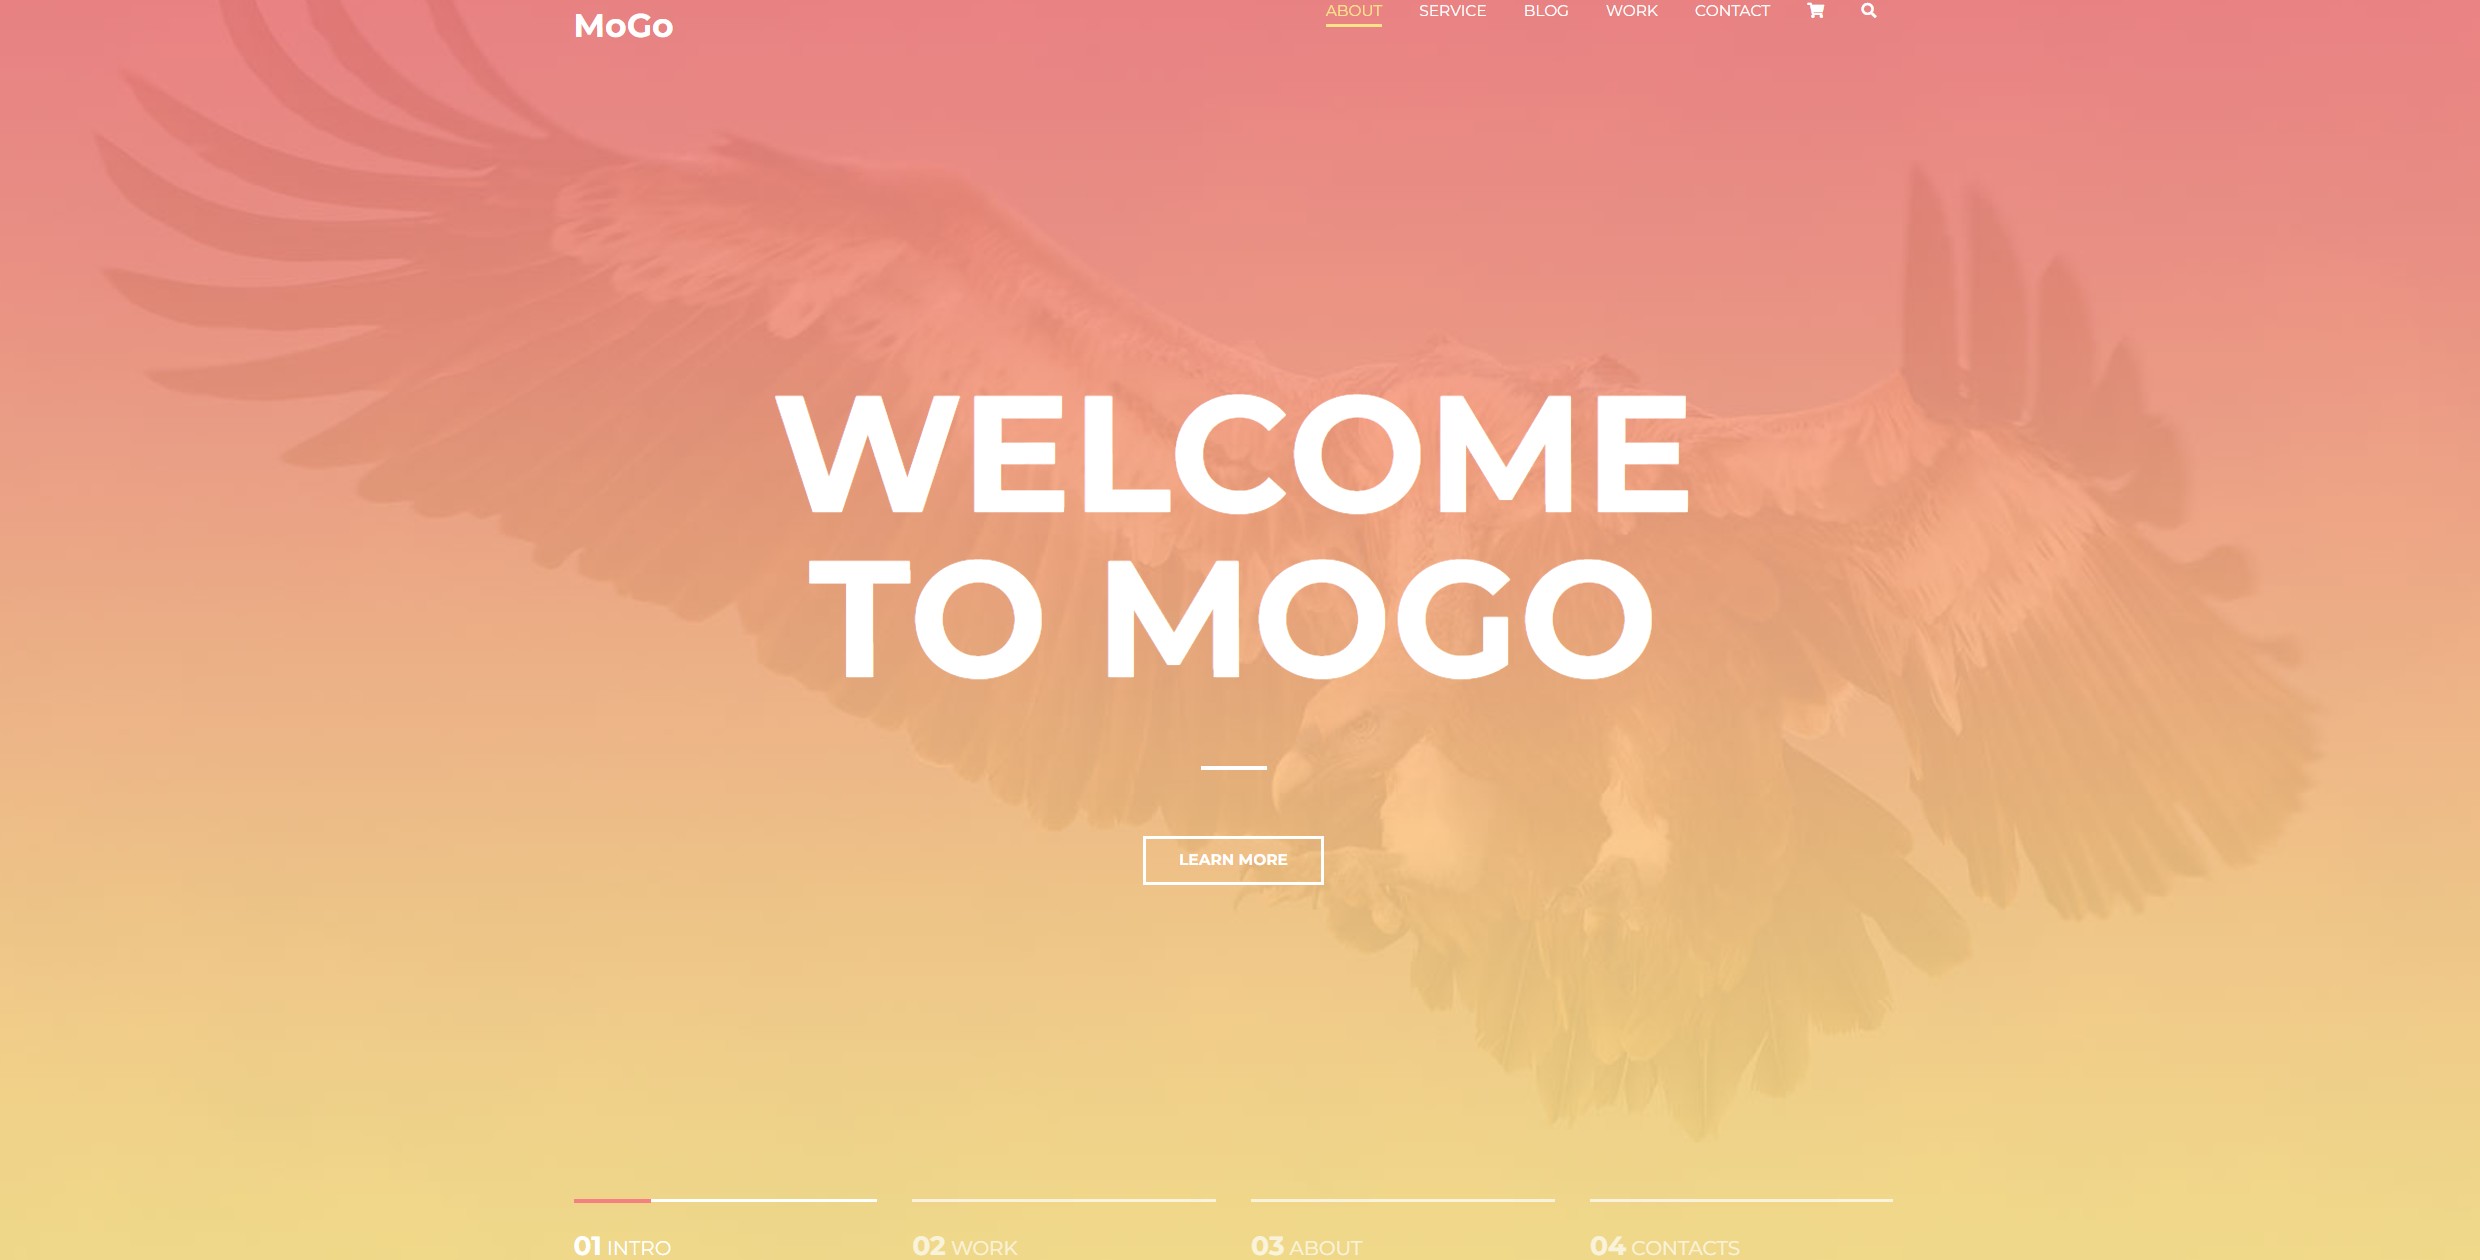 MoGo
ABOUT SERVICE BLOG WORK CONTACT
WELCOME
TO MOGO
LEARN MORE
01 INTRO
02 WORK
03 ABOUT
04 CONTACTS